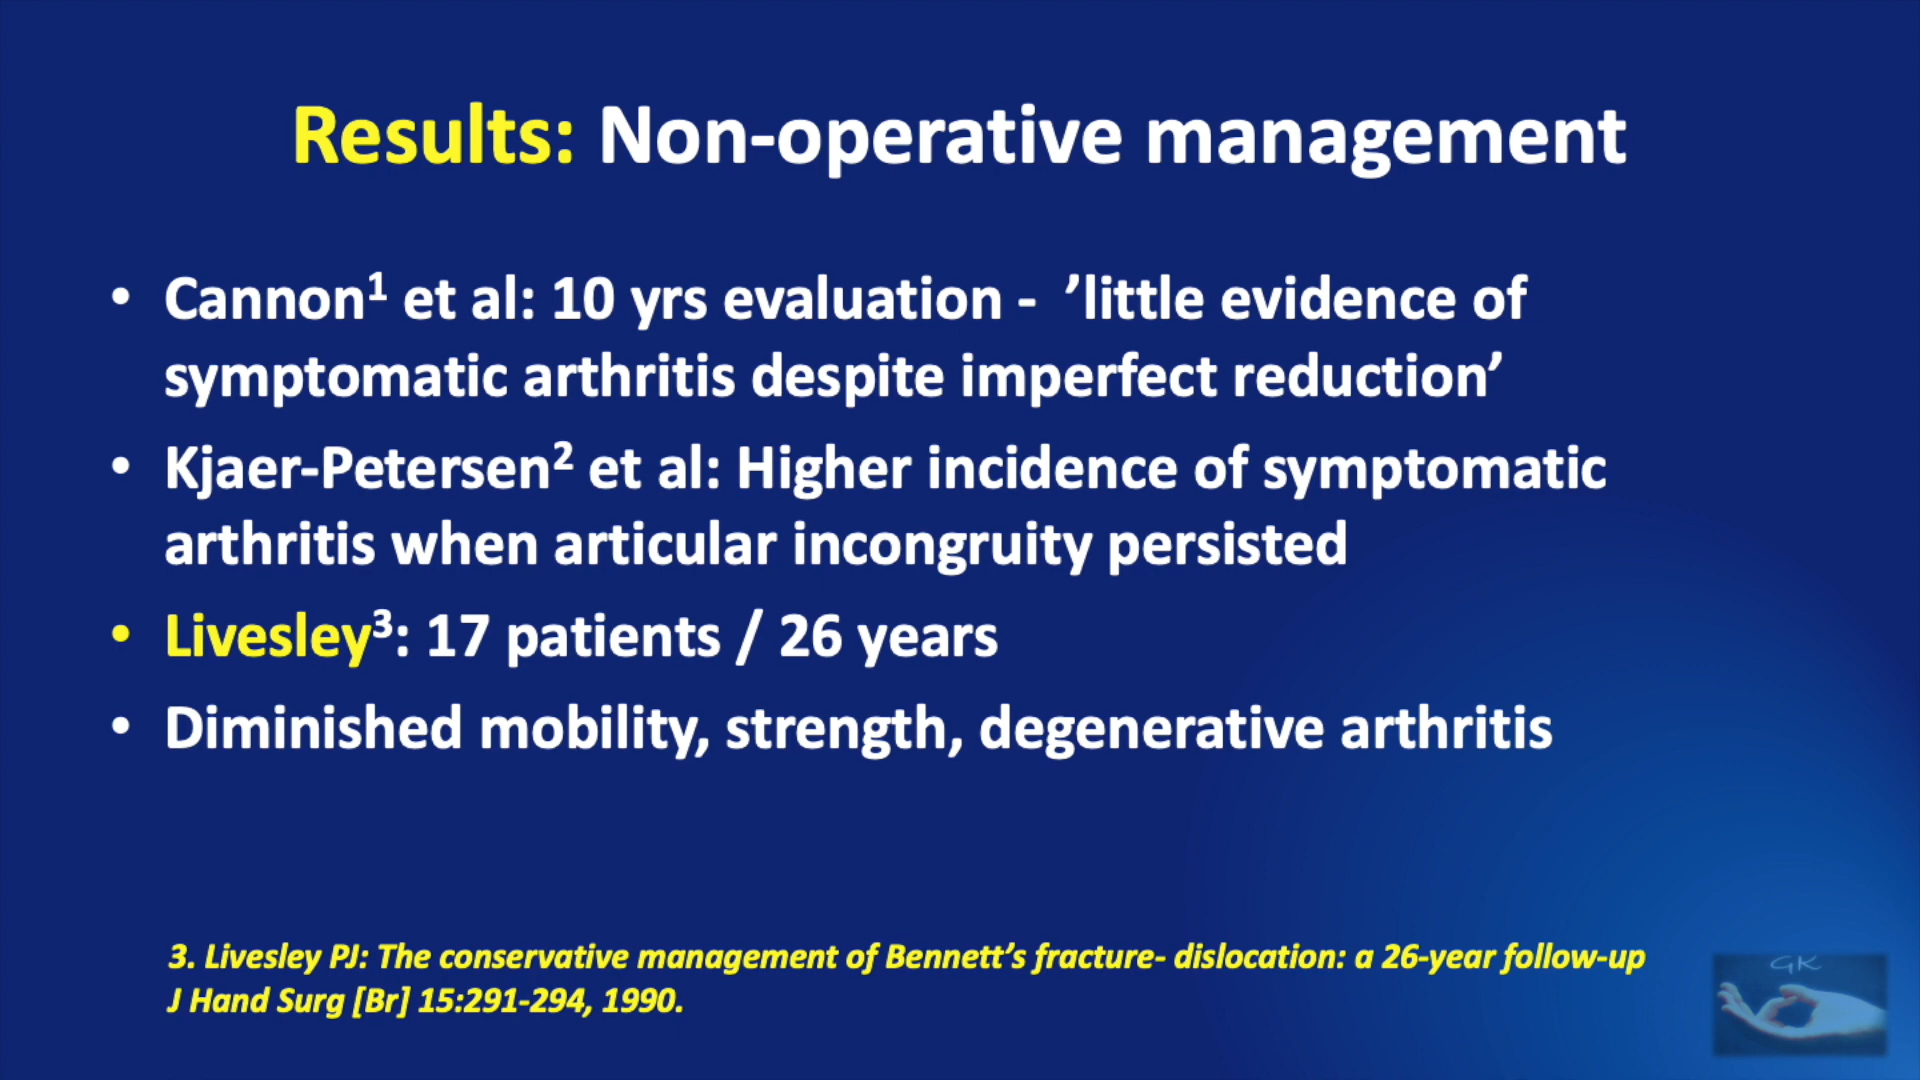 Results: Non-operative management
• Cannon¹ et al: 10 yrs evaluation - ’little evidence of
symptomatic arthritis despite imperfect reduction’
• Kjaer-Petersen² et al: Higher incidence of symptomatic
arthritis when articular incongruity persisted
• Livesley³: 17 patients / 26 years
• Diminished mobility, strength, degenerative arthritis
3. Livesley PJ: The conservative management of Bennett’s fracture- dislocation: a 26-year follow-up
J Hand Surg [Br] 15:291-294, 1990.
GK